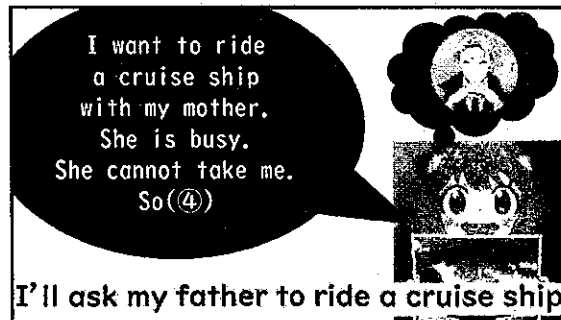 I want to ride
a cruise ship
with my mother.
She is busy.
She cannot take me.
So(④)
I'll ask my father to ride a cruise ship